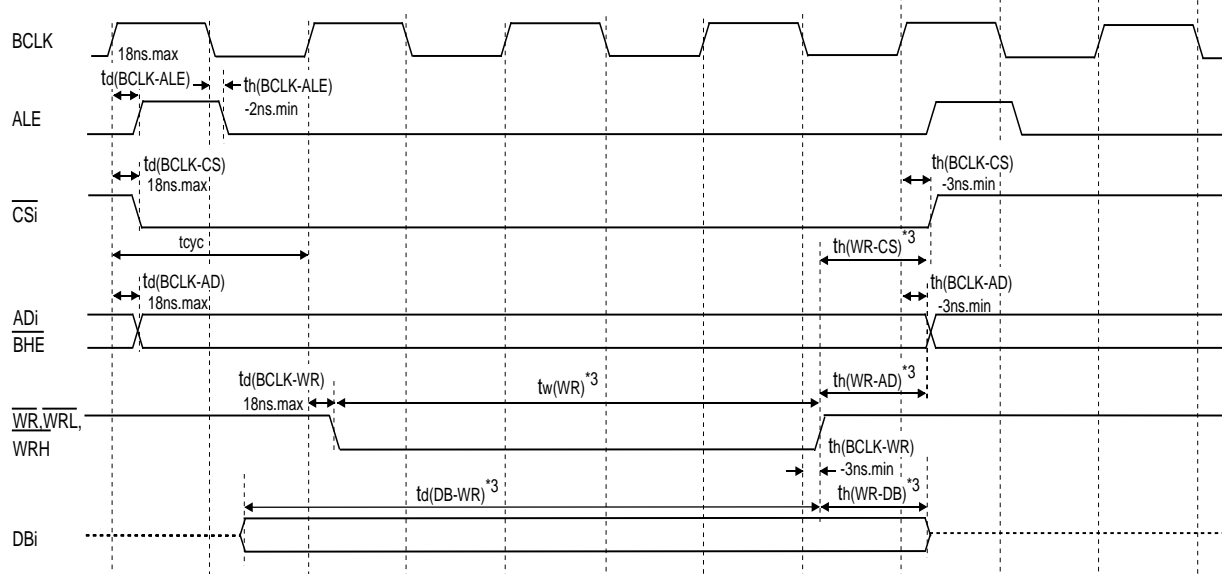 BCLK
18ns.max
td(BCLK-ALE)
th(BCLK-ALE)
-2ns.min
ALE
td(BCLK-CS)
18ns.max
th(BCLK-CS)
-3ns.min
CSi
tcyc
th(WR-CS)*3
td(BCLK-AD)
18ns.max
th(BCLK-AD)
-3ns.min
ADi
BHE
td(BCLK-WR)
18ns.max
tw(WR)*3
th(WR-AD)*3
WR,WRL,
WRH
th(BCLK-WR)
-3ns.min
td(DB-WR)*3
th(WR-DB)*3
DBi